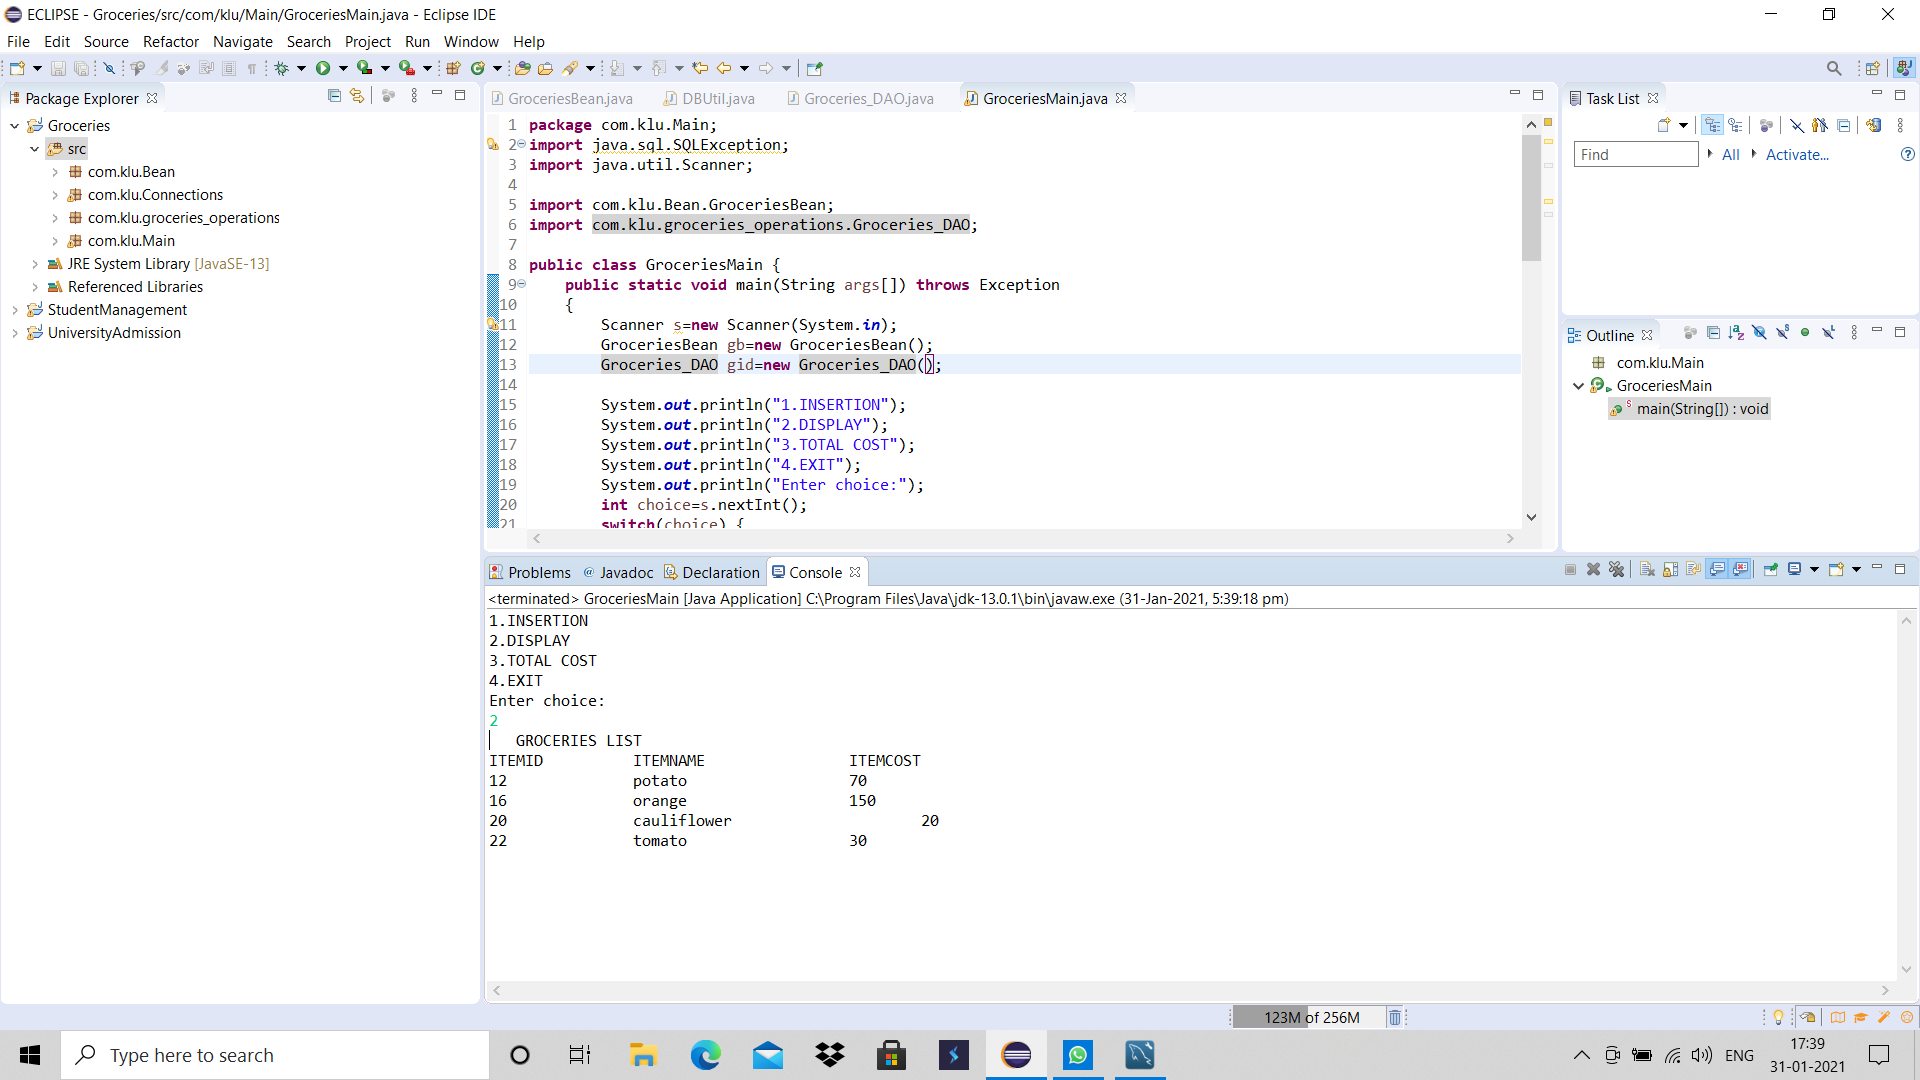 ECLIPSE - Groceries/src/com/klu/Main/GroceriesMain.java - Eclipse IDE
File Edit Source Refactor Navigate Search Project Run Window Help
Package Explorer
Groceries
src
com.klu.Bean
com.klu.Connections
com.klu.groceries_operations
com.klu.Main
JRE System Library [JavaSE-13]
Referenced Libraries
StudentManagement
UniversityAdmission
GroceriesBean.java DBUtil.java Groceries_DAO.java GroceriesMain.java
1 package com.klu.Main;
2 import java.sql.SQLException;
3 import java.util.Scanner;
4
5 import com.klu.Bean.GroceriesBean;
6 import com.klu.groceries_operations.Groceries_DAO;
7
8 public class GroceriesMain {
9 public static void main(String args[]) throws Exception
10 {
11 Scanner s=new Scanner(System.in);
12 GroceriesBean gb=new GroceriesBean();
13 Groceries_DAO gid=new Groceries_DAO();
14
15 System.out.println("1.INSERTION");
16 System.out.println("2.DISPLAY");
17 System.out.println("3.TOTAL COST");
18 System.out.println("4.EXIT");
19 System.out.println("Enter choice:");
20 int choice=s.nextInt();
21 switch(choice) {
Task List
Find All Activate...
Outline
com.klu.Main
GroceriesMain
main(String[]) : void
Problems Javadoc Declaration Console
<terminated> GroceriesMain [Java Application] C:\Program Files\Java\jdk-13.0.1\bin\javaw.exe (31-Jan-2021, 5:39:18 pm)
1.INSERTION
2.DISPLAY
3.TOTAL COST
4.EXIT
Enter choice:
2
GROCERIES LIST
ITEMID ITEMNAME ITEMCOST
12 potato 70
16 orange 150
20 cauliflower 20
22 tomato 30
123M of 256M
Type here to search
ENG
17:39
31-01-2021